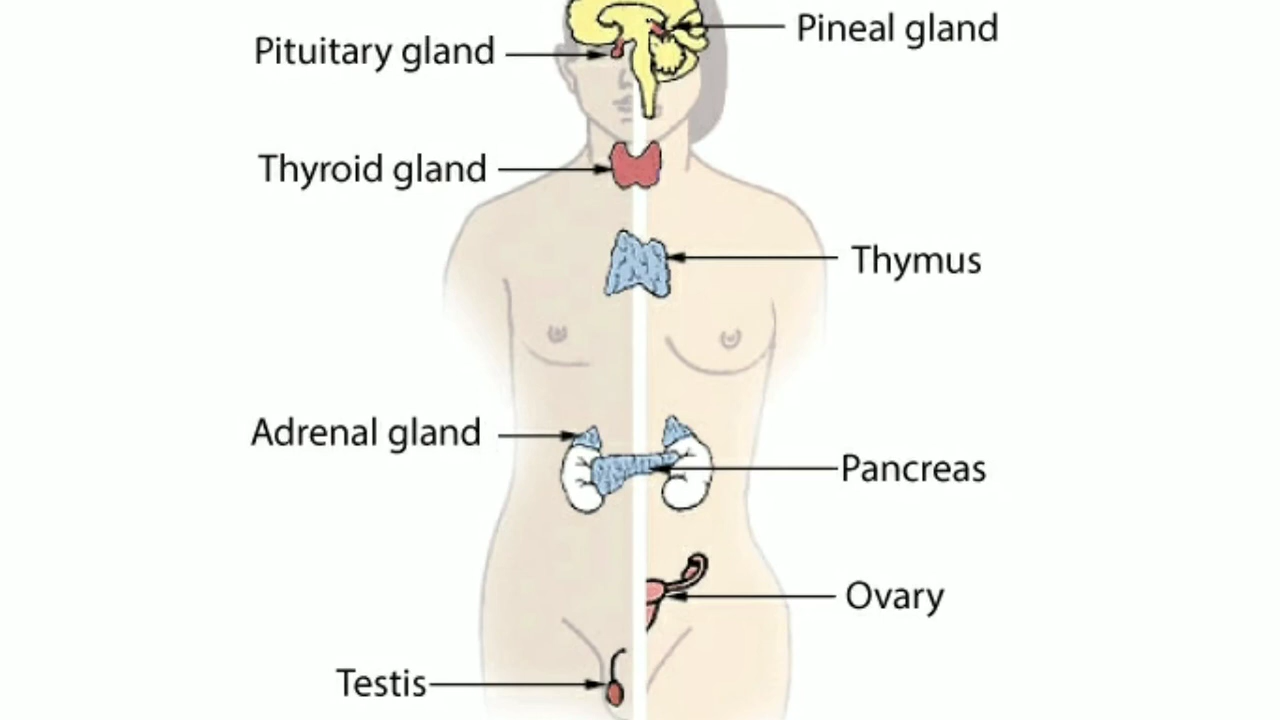 Pineal gland
Pituitary gland
Thyroid gland
Thymus
Adrenal gland
Pancreas
Ovary
Testis